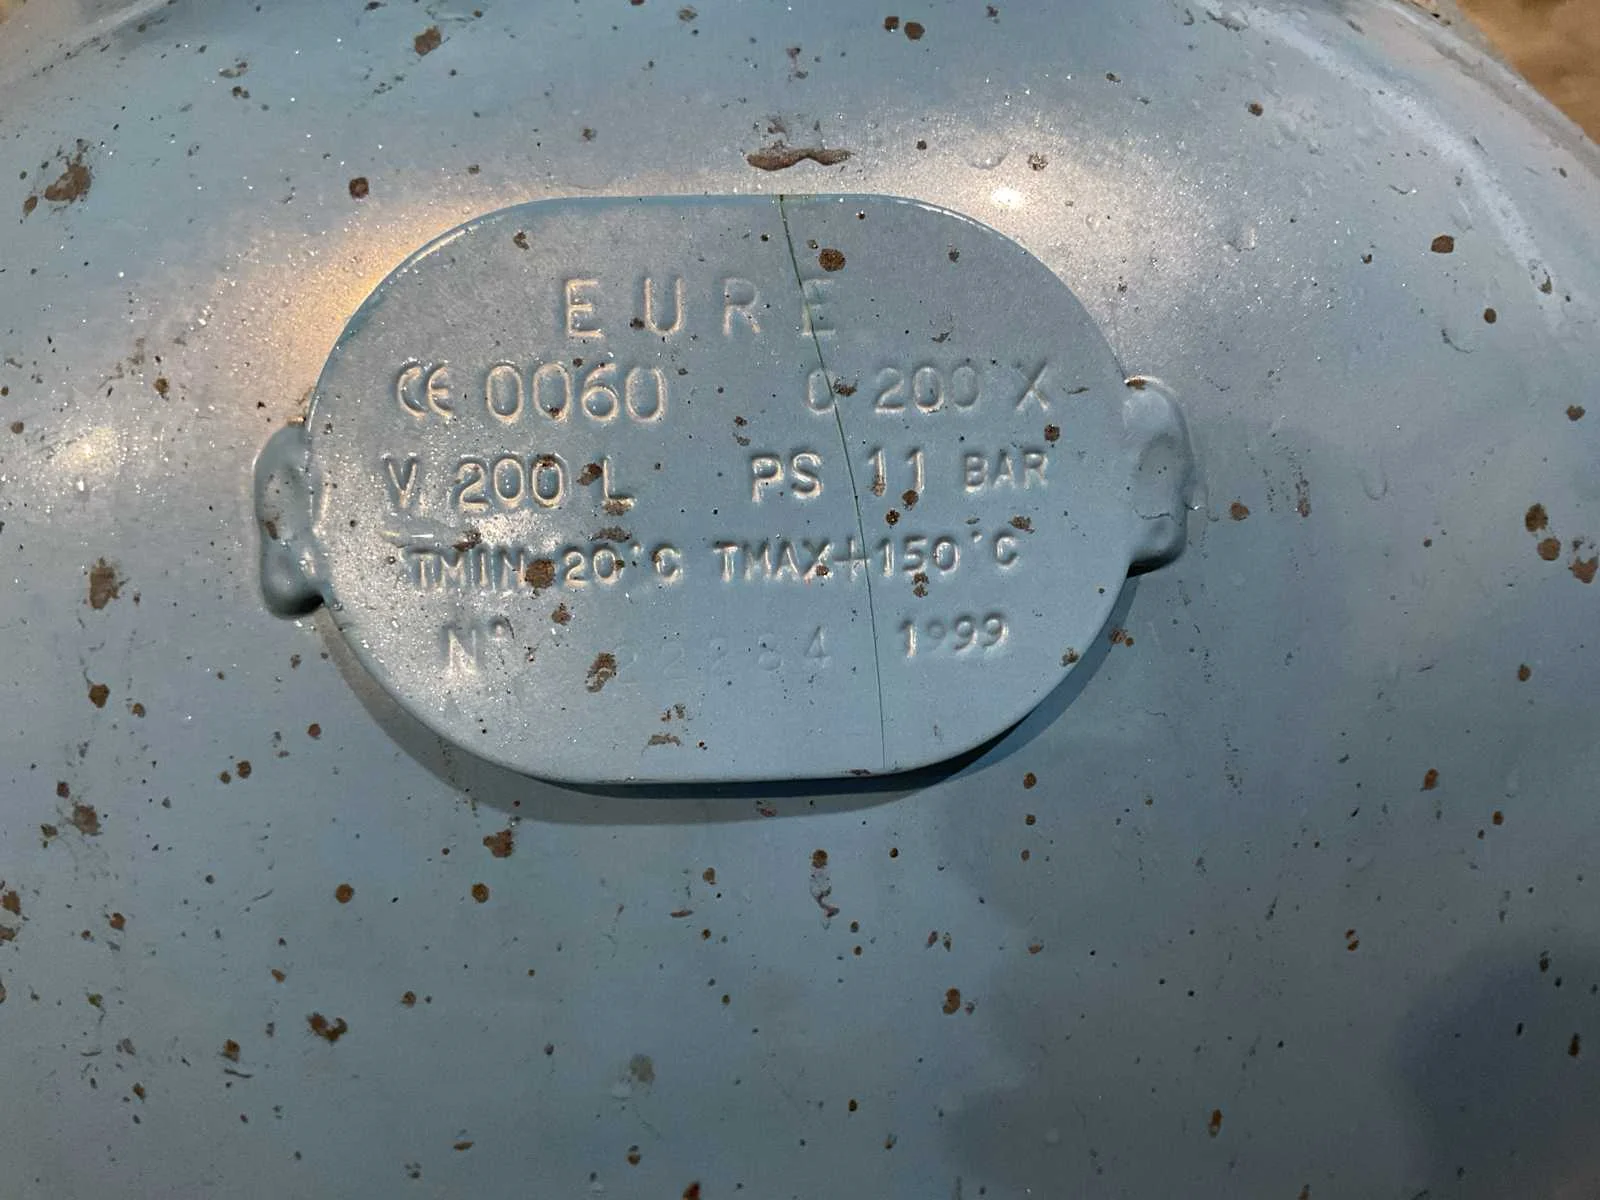 EURE
CE 0060 C 200 X
V 200 L PS 11 BAR
TMIN-20°C TMAX+150°C
N° 1999